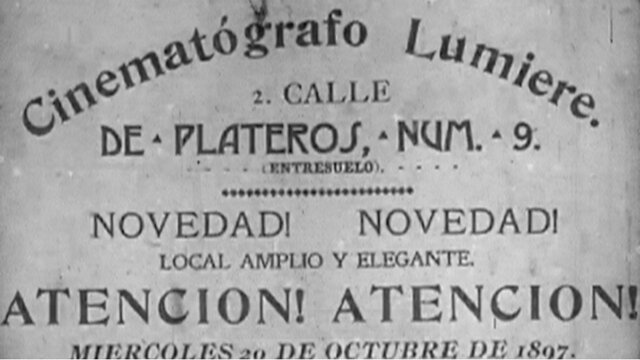 Cinematógrafo Lumiere.
2. CALLE
DE PLATEROS, NUM. 9.
(ENTRESUELO).
NOVEDAD! NOVEDAD!
LOCAL AMPLIO Y ELEGANTE.
ATENCION! ATENCION!
MIERCOLES 20 DE OCTUBRE DE 1897.